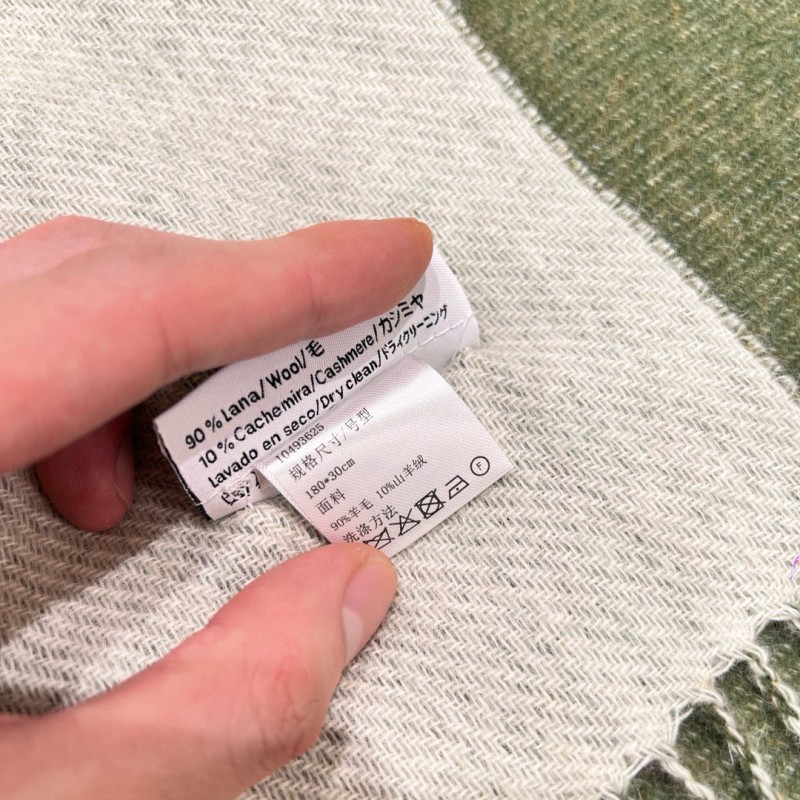 90 % Lana/Wool/毛
10 % Cachemira/Cashmere/カシミヤ
Lavado en seco/Dry clean/ドライクリーニング
10493625
规格尺寸/号型
180*30cm
面料
90%羊毛 10%山羊绒
洗涤方法
F